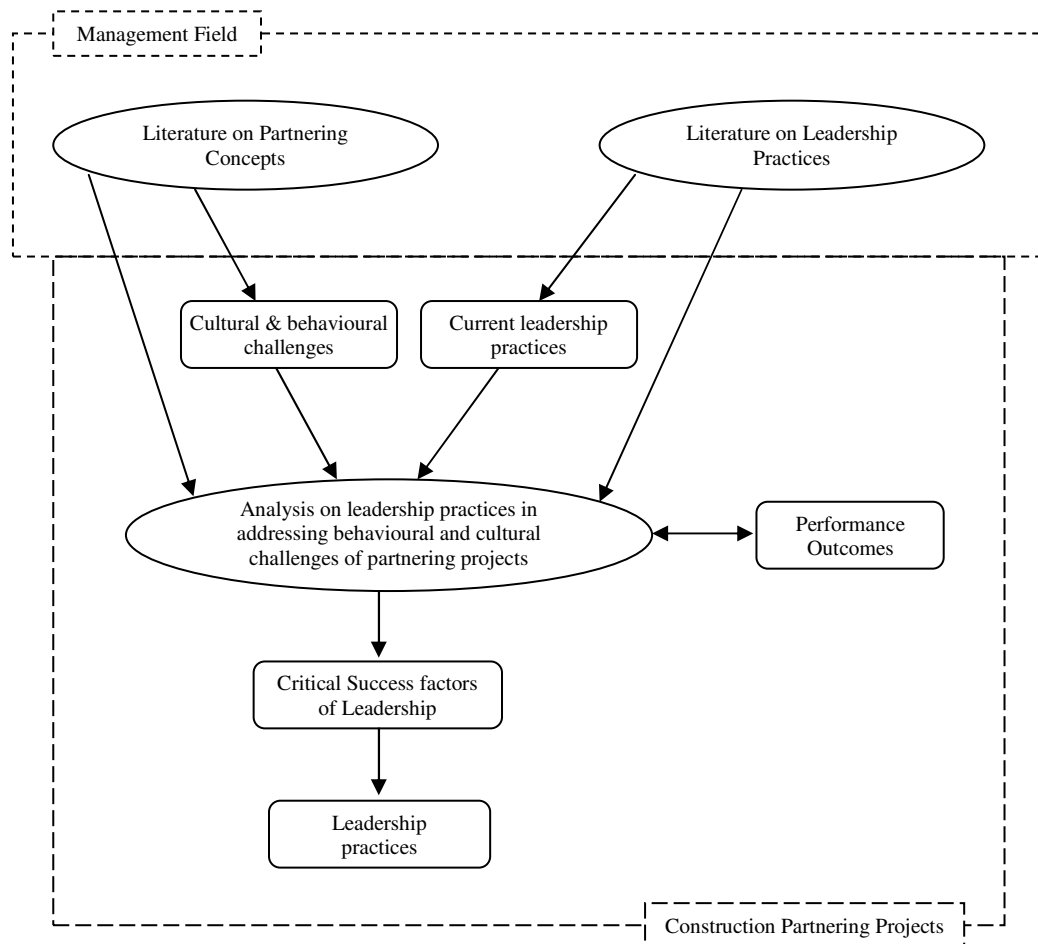 Management Field
Literature on Partnering
Concepts
Literature on Leadership
Practices
Cultural & behavioural
challenges
Current leadership
practices
Analysis on leadership practices in
addressing behavioural and cultural
challenges of partnering projects
Performance
Outcomes
Critical Success factors
of Leadership
Leadership
practices
Construction Partnering Projects